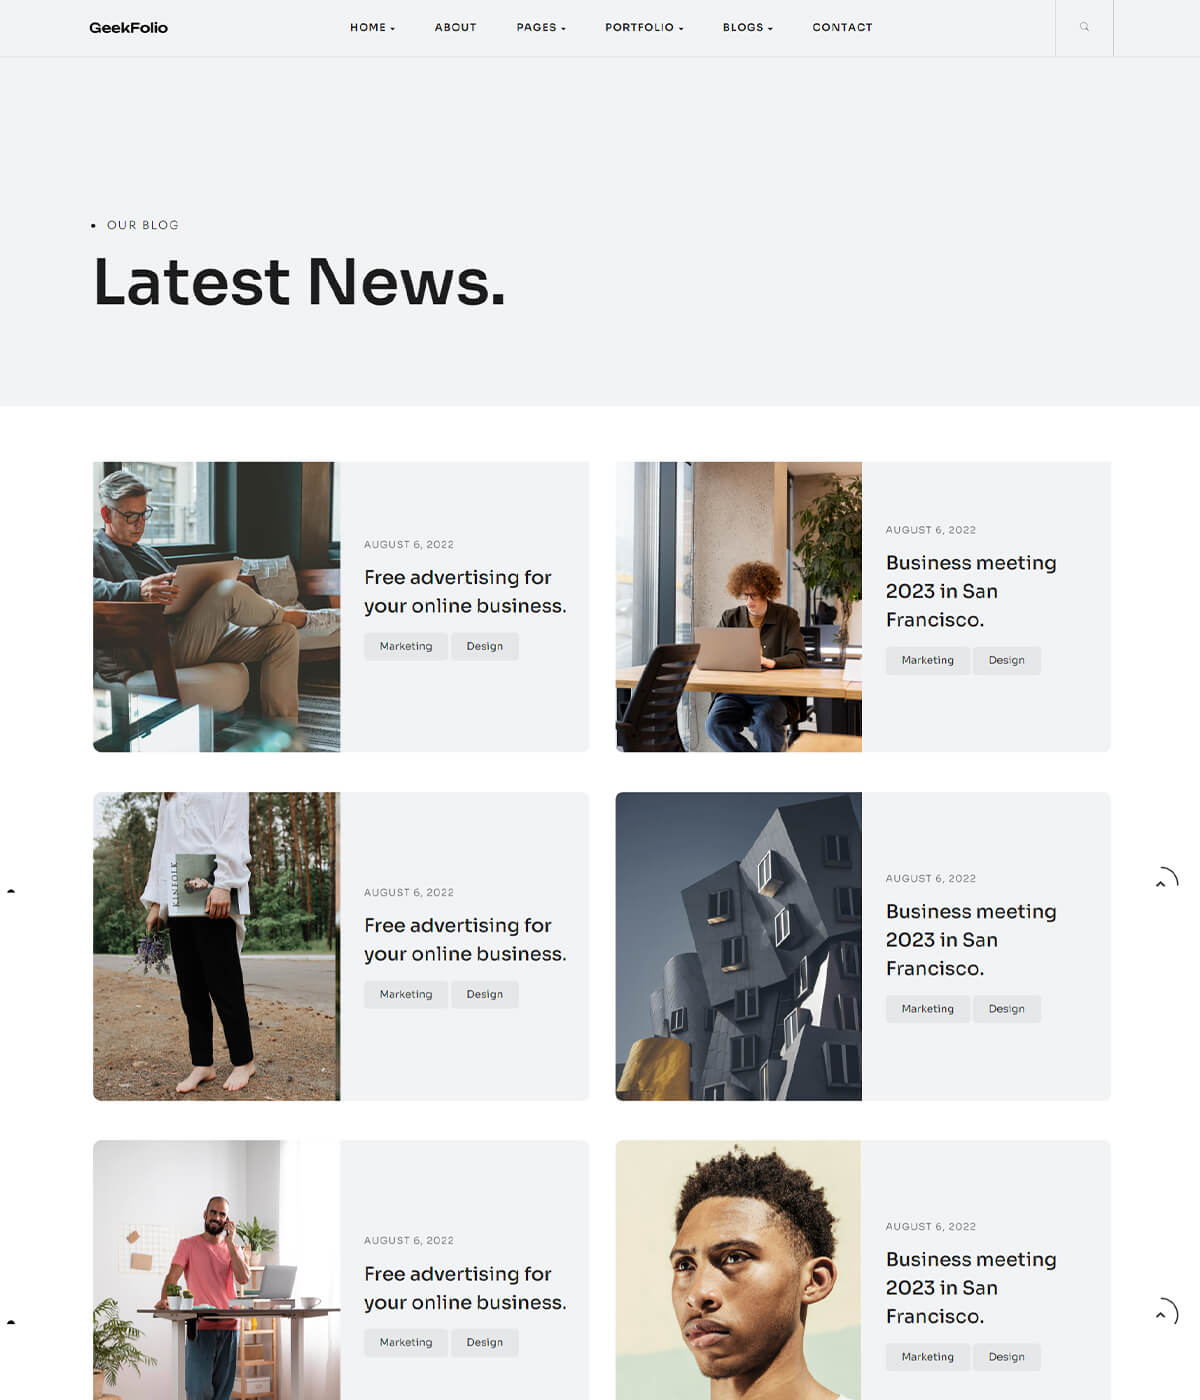 GeekFolio
HOME ABOUT PAGES PORTFOLIO BLOGS CONTACT
OUR BLOG
Latest News.
AUGUST 6, 2022
Free advertising for
your online business.
Marketing Design
AUGUST 6, 2022
Business meeting
2023 in San
Francisco.
Marketing Design
KINFOLK
AUGUST 6, 2022
Free advertising for
your online business.
Marketing Design
AUGUST 6, 2022
Business meeting
2023 in San
Francisco.
Marketing Design
AUGUST 6, 2022
Free advertising for
your online business.
Marketing Design
AUGUST 6, 2022
Business meeting
2023 in San
Francisco.
Marketing Design